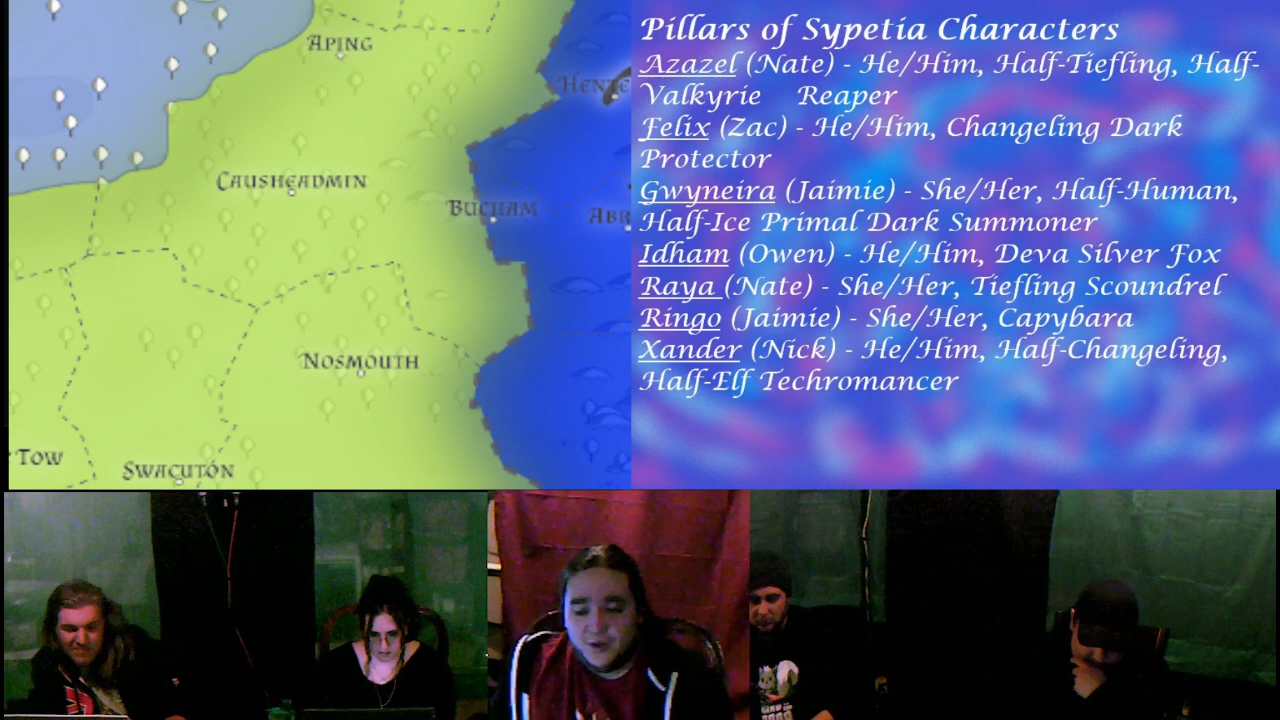 Aping
Hente
Causheadmin
Bucham
Abr
Nosmouth
Tow
Swacuton
Pillars of Sypetia Characters
Azazel (Nate) - He/Him, Half-Tiefling, Half-
Valkyrie Reaper
Felix (Zac) - He/Him, Changeling Dark
Protector
Gwyneira (Jaimie) - She/Her, Half-Human,
Half-Ice Primal Dark Summoner
Idham (Owen) - He/Him, Deva Silver Fox
Raya (Nate) - She/Her, Tiefling Scoundrel
Ringo (Jaimie) - She/Her, Capybara
Xander (Nick) - He/Him, Half-Changeling,
Half-Elf Techromancer